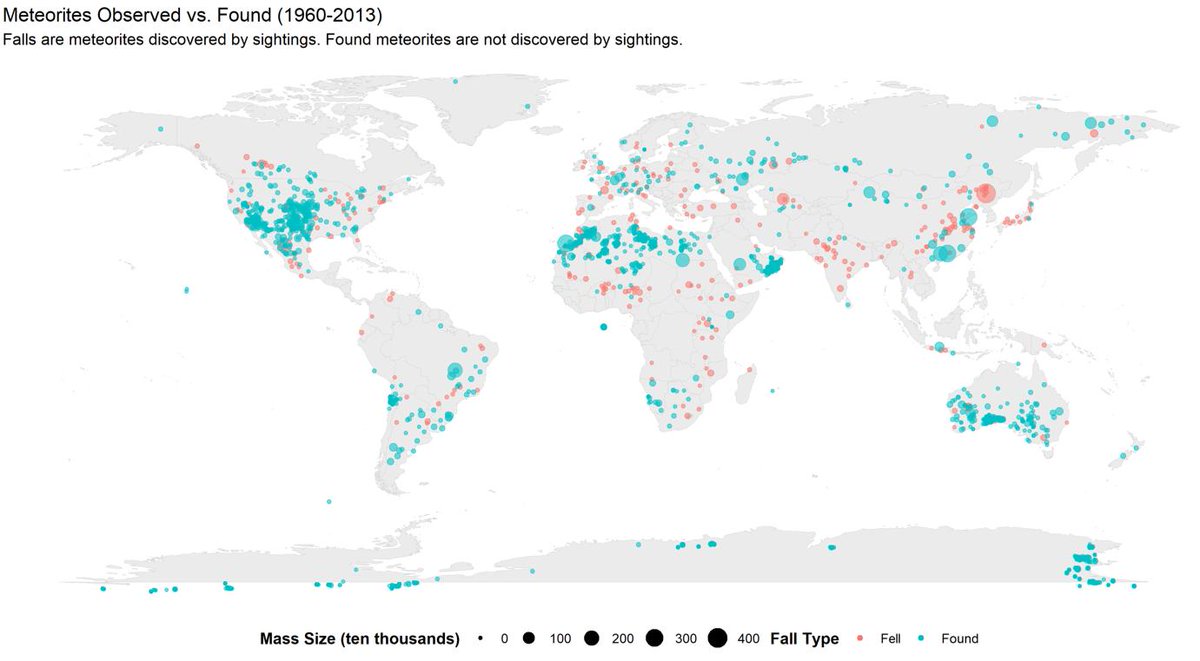 Meteorites Observed vs. Found (1960-2013)
Falls are meteorites discovered by sightings. Found meteorites are not discovered by sightings.
Mass Size (ten thousands) 0 100 200 300 400 Fall Type Fell Found